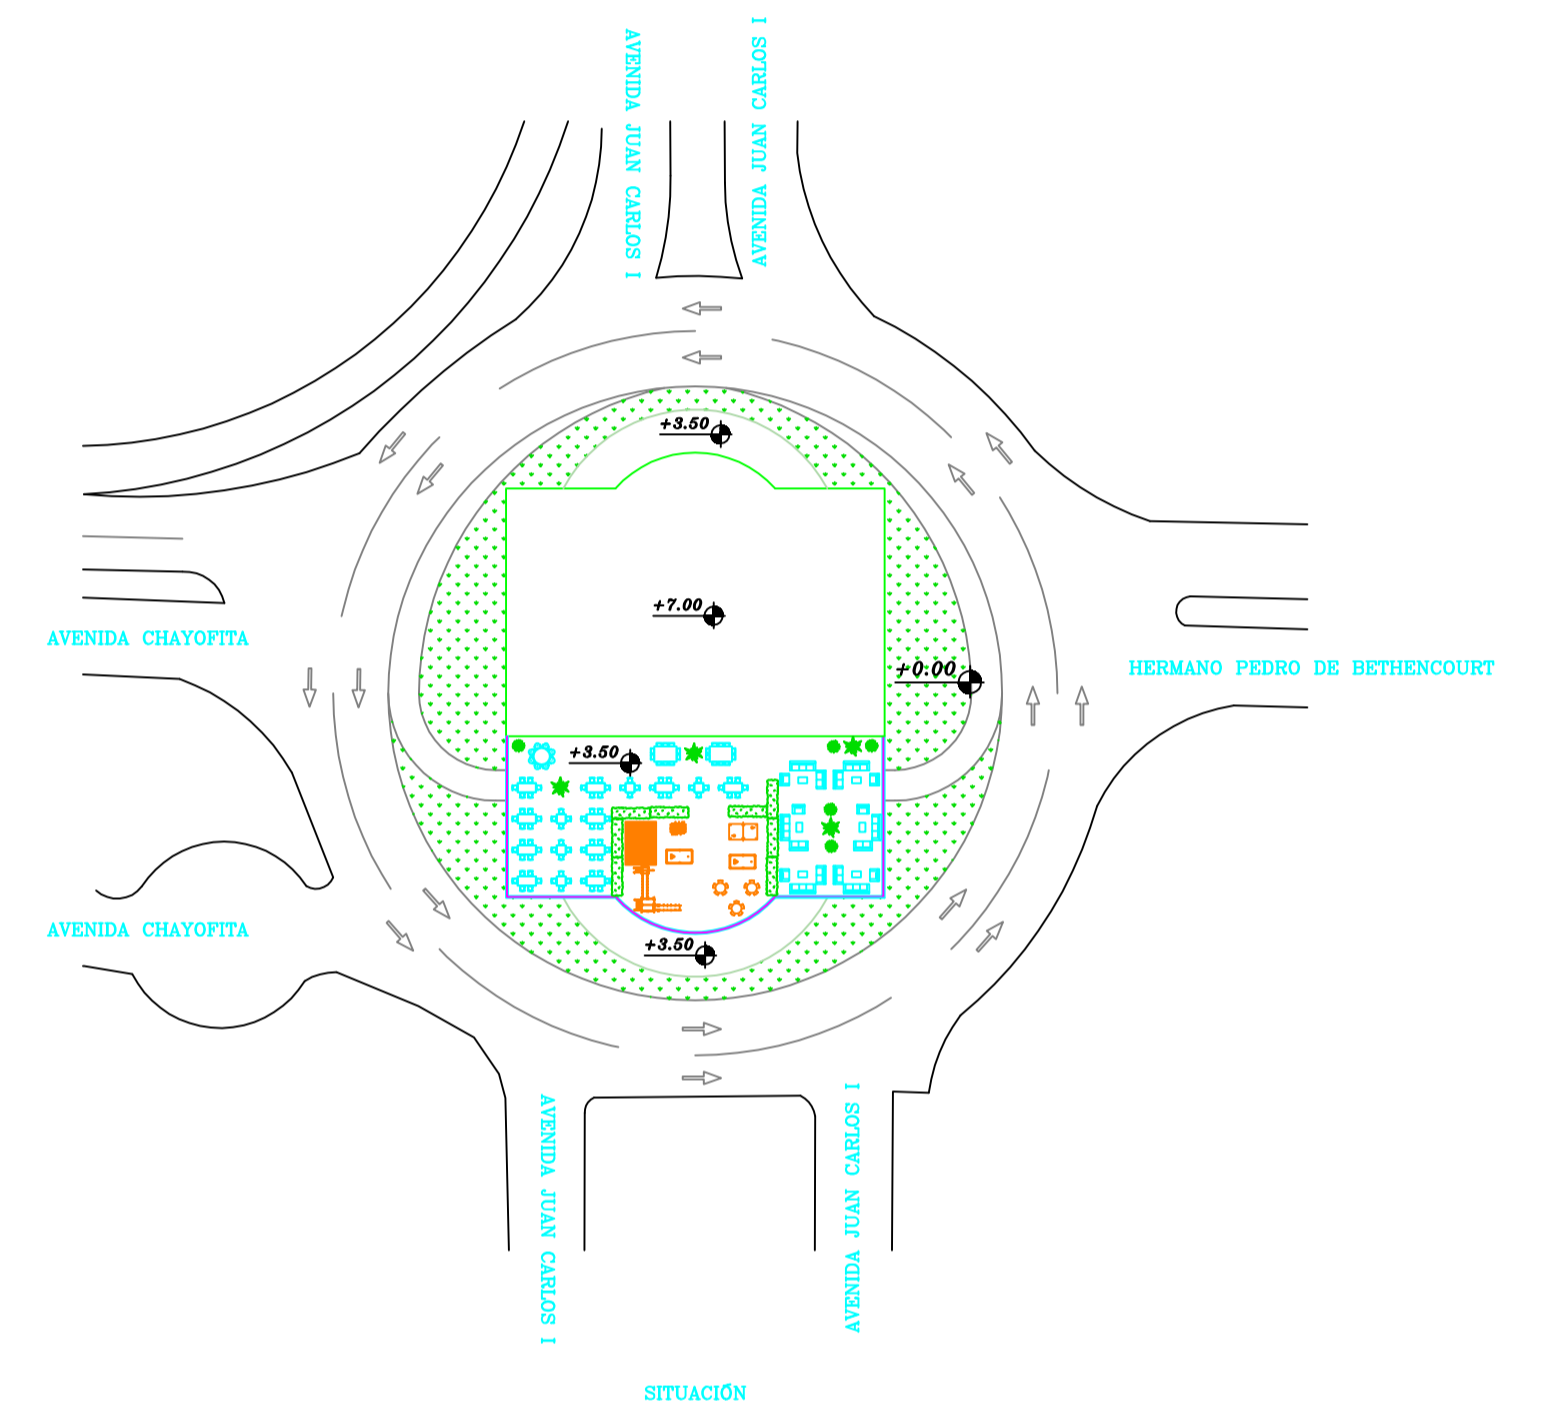 AVENIDA JUAN CARLOS I
AVENIDA JUAN CARLOS I
+3.50
+7.00
AVENIDA CHAYOFITA
+0.00
HERMANO PEDRO DE BETHENCOURT
+3.50
AVENIDA CHAYOFITA
+3.50
AVENIDA JUAN CARLOS I
AVENIDA JUAN CARLOS I
SITUACIÓN